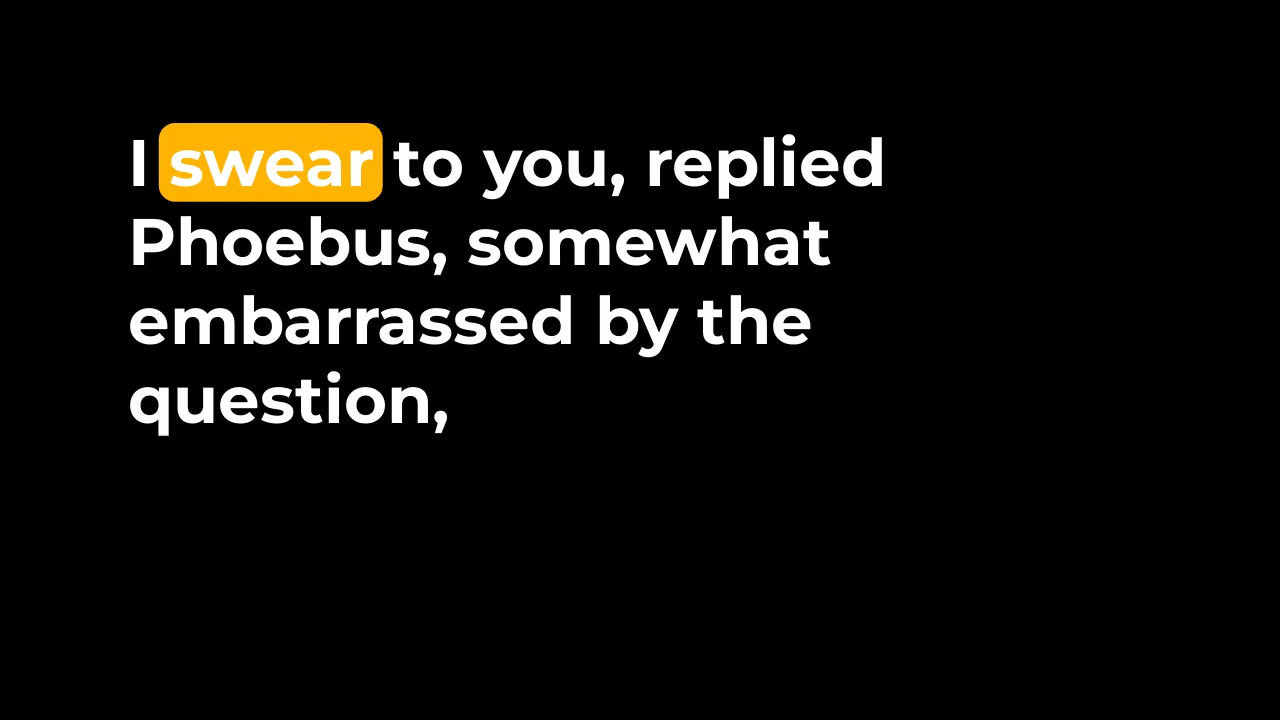 I swear to you, replied
Phoebus, somewhat
embarrassed by the
question,